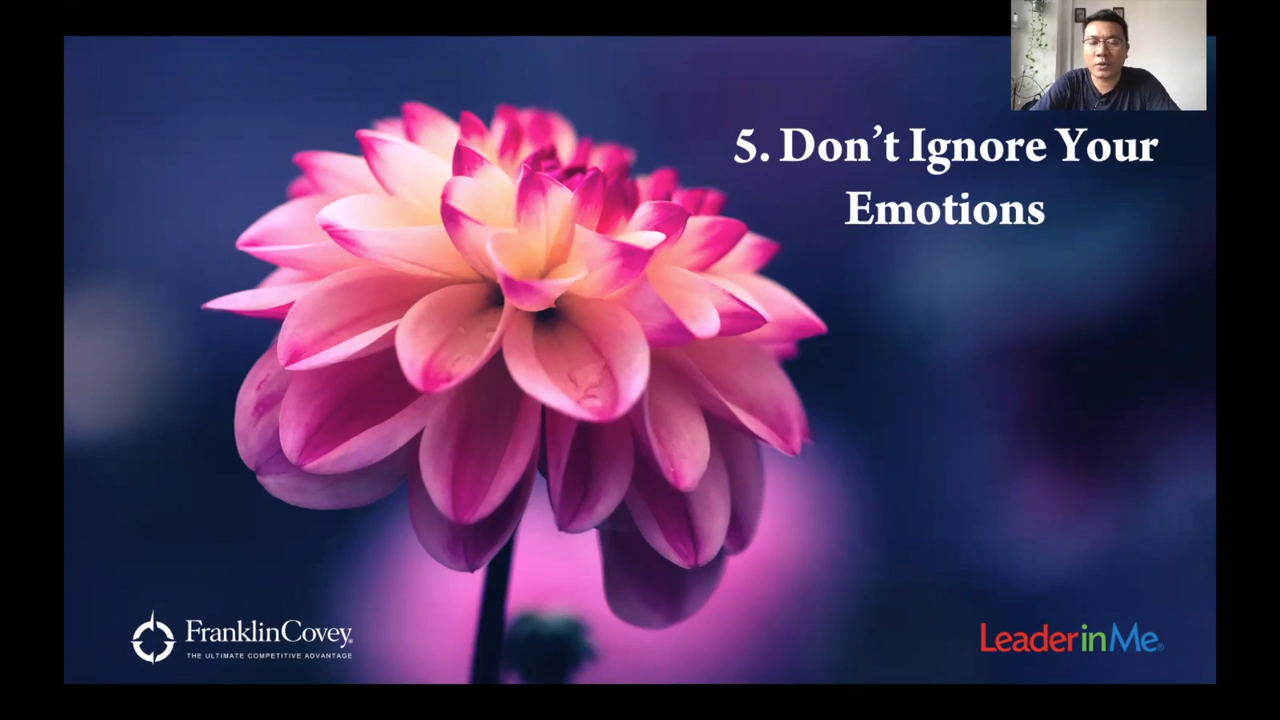 5. Don’t Ignore Your
Emotions
FranklinCovey®
THE ULTIMATE COMPETITIVE ADVANTAGE
LeaderinMe®